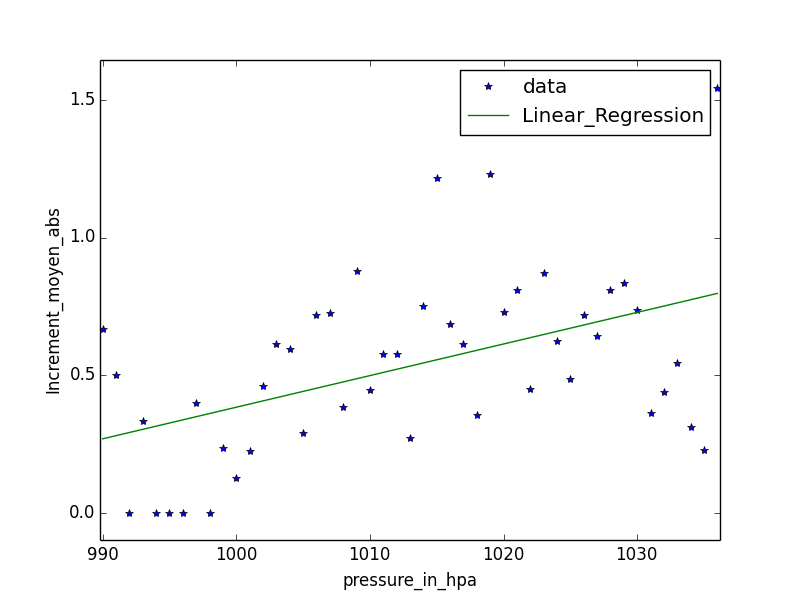 data
Linear_Regression
1.5
1.0
0.5
0.0
Increment_moyen_abs
990 1000 1010 1020 1030
pressure_in_hpa